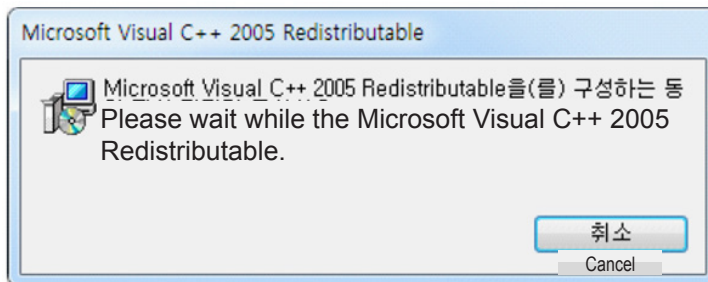 Microsoft Visual C++ 2005 Redistributable
Microsoft Visual C++ 2005 Redistributable을(를) 구성하는 동
Please wait while the Microsoft Visual C++ 2005
Redistributable.
취소
Cancel